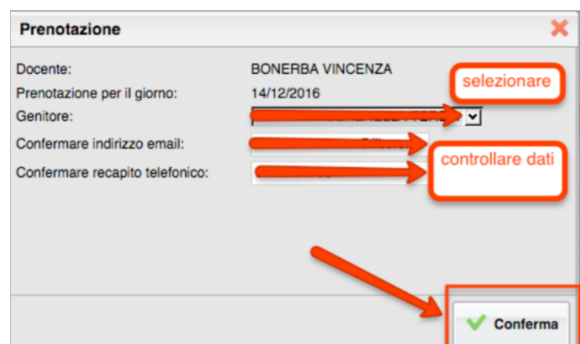 Prenotazione
Docente: BONERBA VINCENZA
selezionare
Prenotazione per il giorno: 14/12/2016
Genitore:
Confermare indirizzo email:
controllare dati
Confermare recapito telefonico:
Conferma